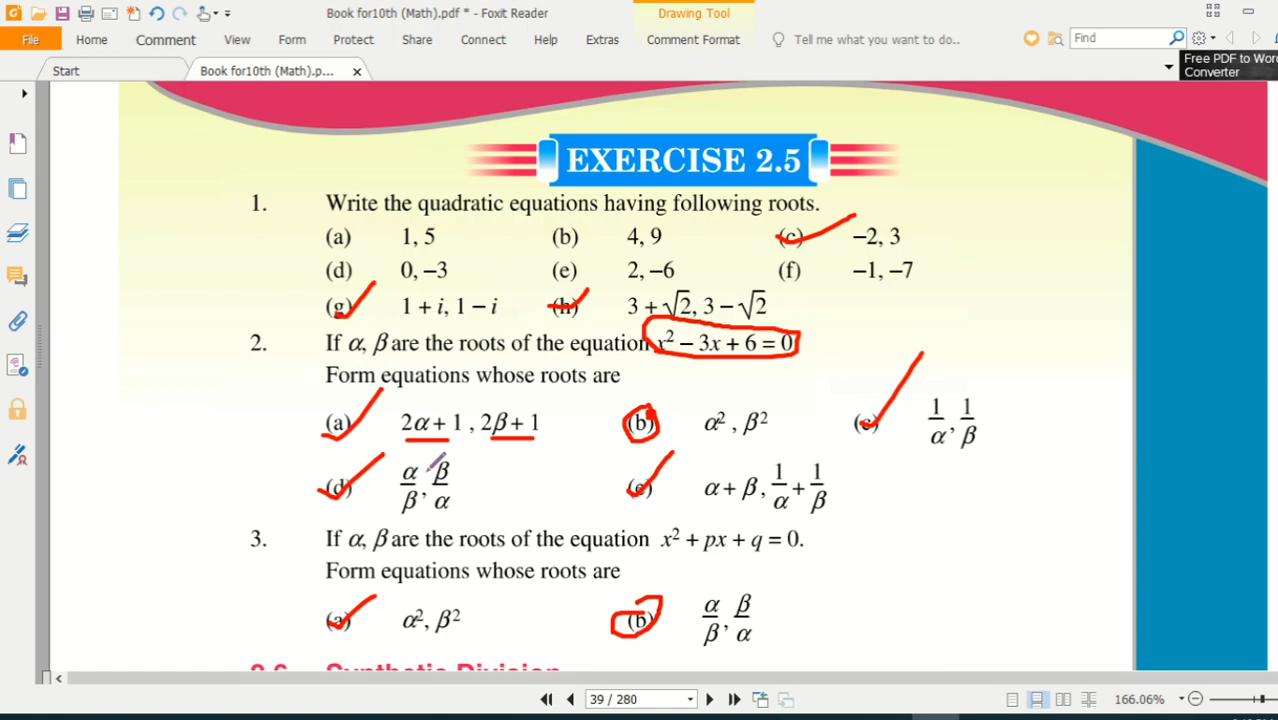 Book for10th (Math).pdf * - Foxit Reader
Drawing Tool
File Home Comment View Form Protect Share Connect Help Extras Comment Format Tell me what you want to do.. Find
Free PDF to Word
Converter
Start Book for10th (Math).p... ×
EXERCISE 2.5
1. Write the quadratic equations having following roots.
(a) 1, 5 (b) 4, 9 (c) −2, 3
(d) 0, −3 (e) 2, −6 (f) −1, −7
(g) 1 + i, 1 − i (h) 3 + √2, 3 − √2
2. If α, β are the roots of the equation x² − 3x + 6 = 0
Form equations whose roots are
(a) 2α + 1 , 2β + 1 (b) α² , β² (c) 1/α, 1/β
(d) α/β, β/α (e) α + β, 1/α + 1/β
3. If α, β are the roots of the equation x² + px + q = 0.
Form equations whose roots are
(a) α², β² (b) α/β, β/α
2.6 Synthetic Division
39 / 280 166.06%